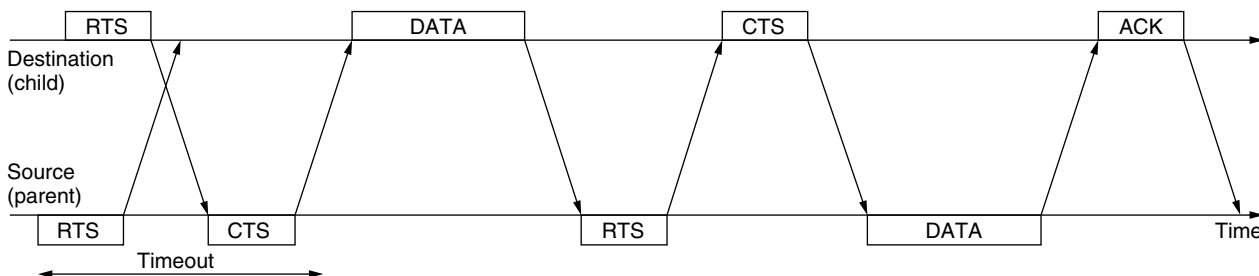 RTS
DATA
CTS
ACK
Destination
(child)
Source
(parent)
RTS
CTS
RTS
DATA
Time
Timeout